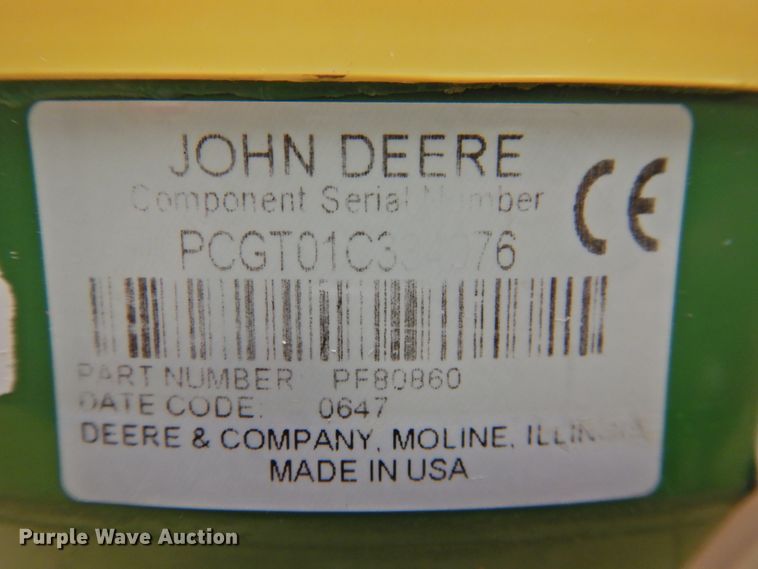 JOHN DEERE
Component Serial Number
CE
PART NUMBER PF80860
DATE CODE: 0647
DEERE & COMPANY, MOLINE, ILLINOIS
MADE IN USA
Purple Wave Auction